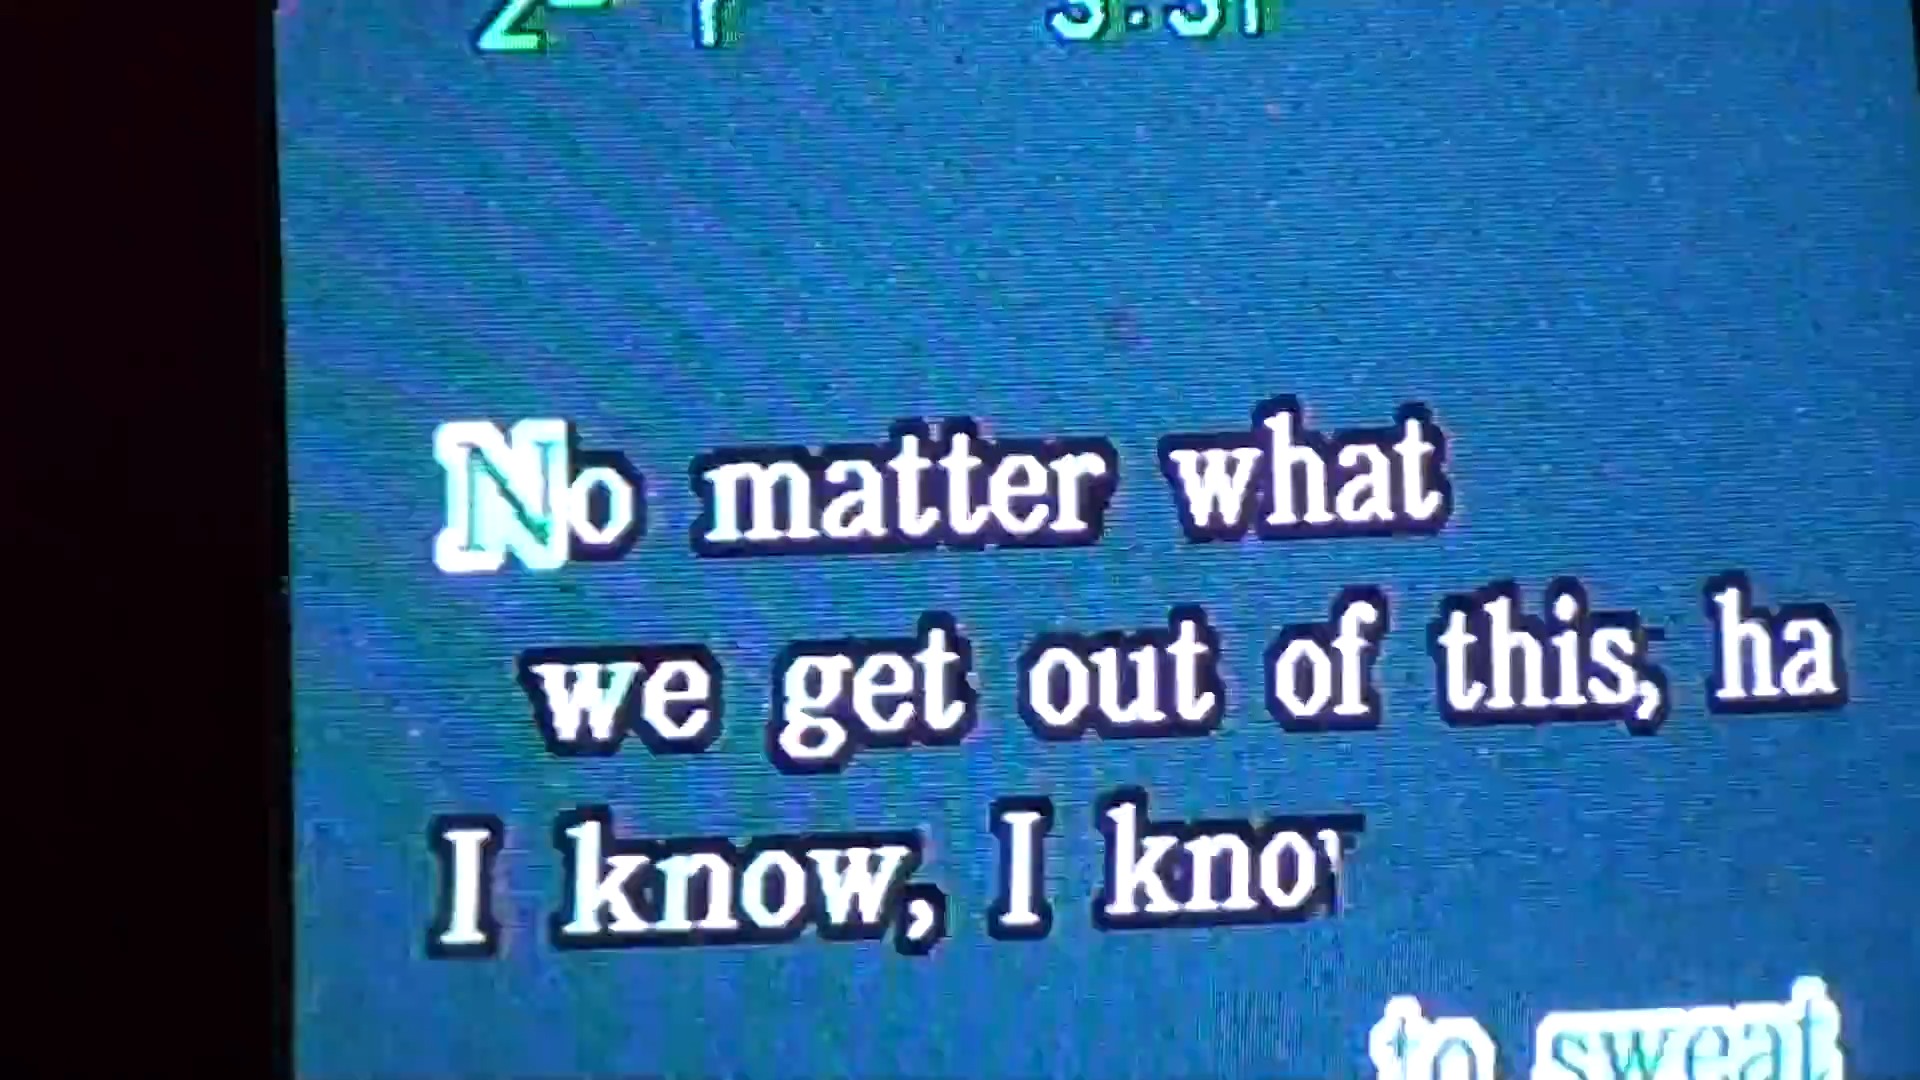 No matter what
we get out of this, ha
I know, I kno
to sweat